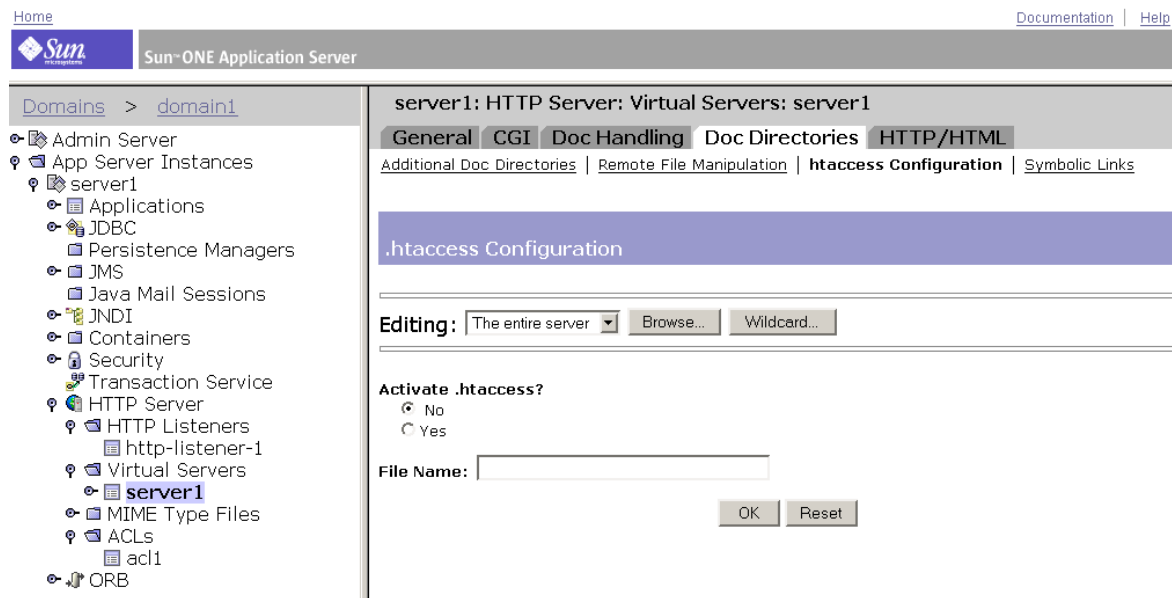 Home
Documentation | Help
Sun
microsystems
Sun™ ONE Application Server
Domains > domain1
Admin Server
App Server Instances
server1
Applications
JDBC
Persistence Managers
JMS
Java Mail Sessions
JNDI
Containers
Security
Transaction Service
HTTP Server
HTTP Listeners
http-listener-1
Virtual Servers
server1
MIME Type Files
ACLs
acl1
ORB
server1: HTTP Server: Virtual Servers: server1
General CGI Doc Handling Doc Directories HTTP/HTML
Additional Doc Directories | Remote File Manipulation | htaccess Configuration | Symbolic Links
.htaccess Configuration
Editing: The entire server Browse... Wildcard...
Activate .htaccess?
No
Yes
File Name:
OK Reset